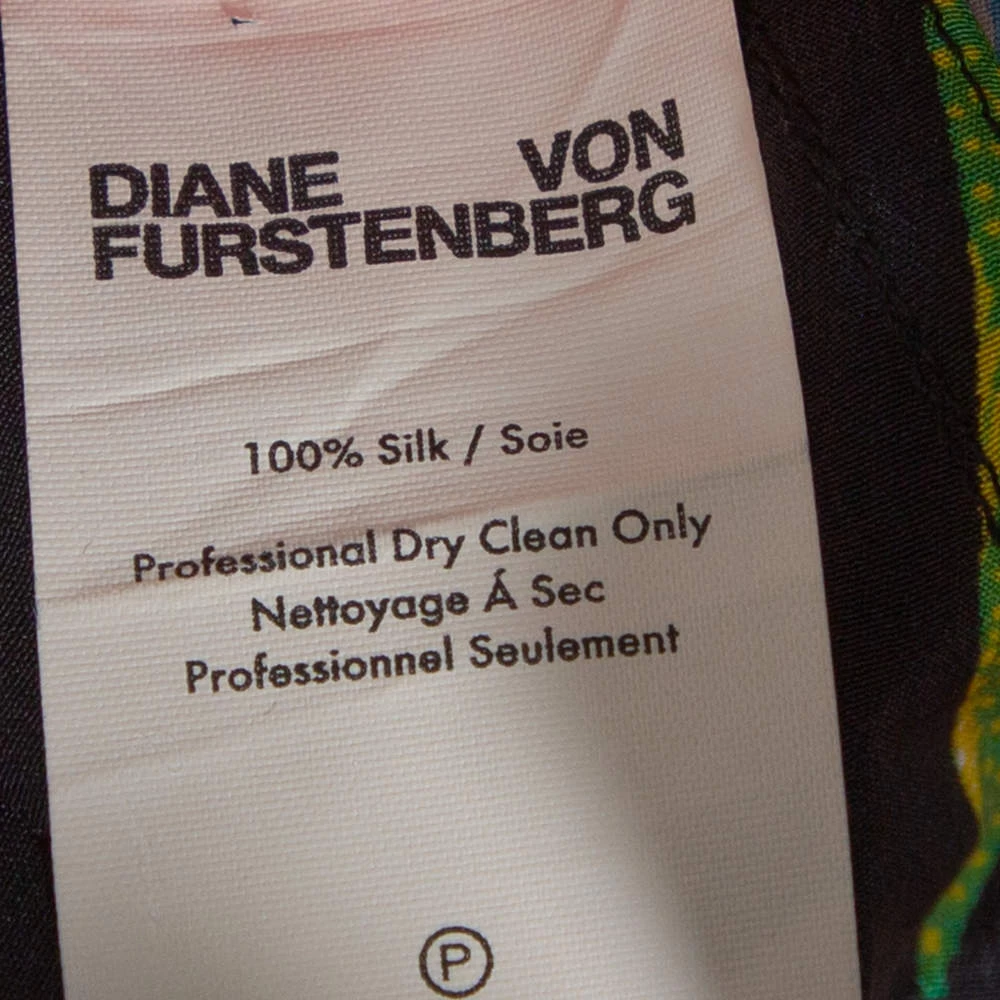 DIANE VON
FURSTENBERG
100% Silk / Soie
Professional Dry Clean Only
Nettoyage Á Sec
Professionnel Seulement
P